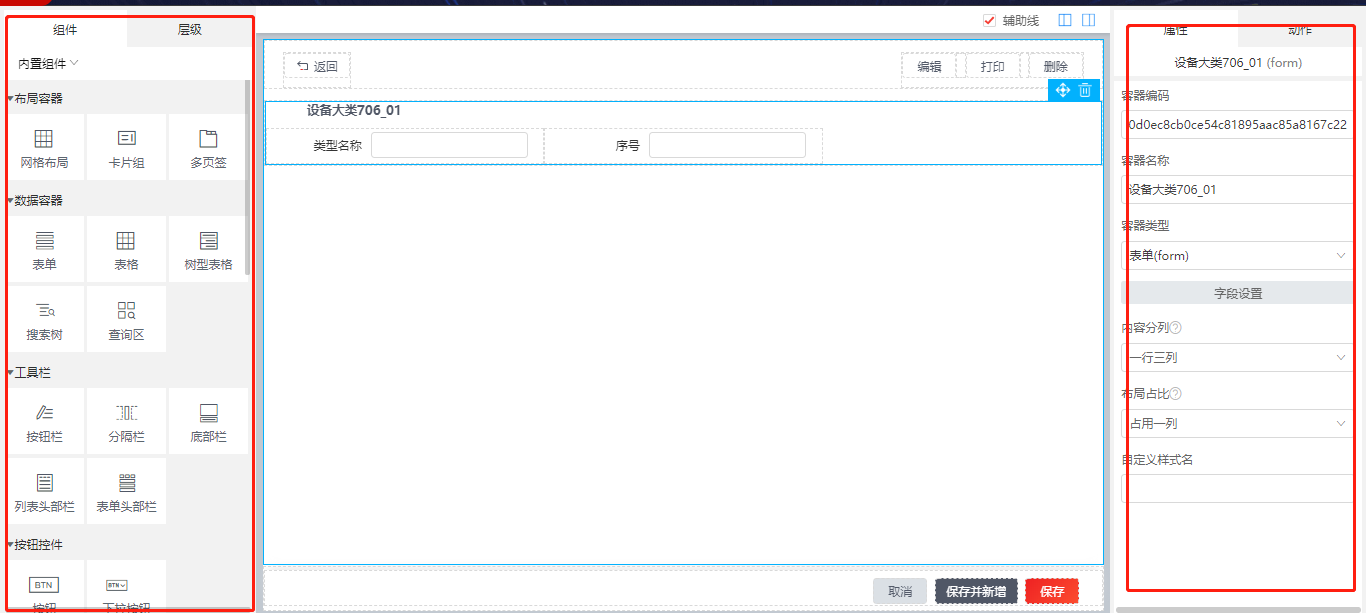 组件 层级
内置组件
布局容器
网格布局 卡片组 多页签
数据容器
表单 表格 树型表格
搜索树 查询区
工具栏
按钮栏 分隔栏 底部栏
列表头部栏 表单头部栏
按钮控件
BTN BTN
按钮 下拉按钮
辅助线
返回 编辑 打印 删除
设备大类706_01
类型名称 序号
取消 保存并新增 保存
属性 动作
设备大类706_01 (form)
容器编码
0d0ec8cb0ce54c81895aac85a8167c22
容器名称
设备大类706_01
容器类型
表单(form)
字段设置
内容分列?
一行三列
布局占比?
占用一列
自定义样式名